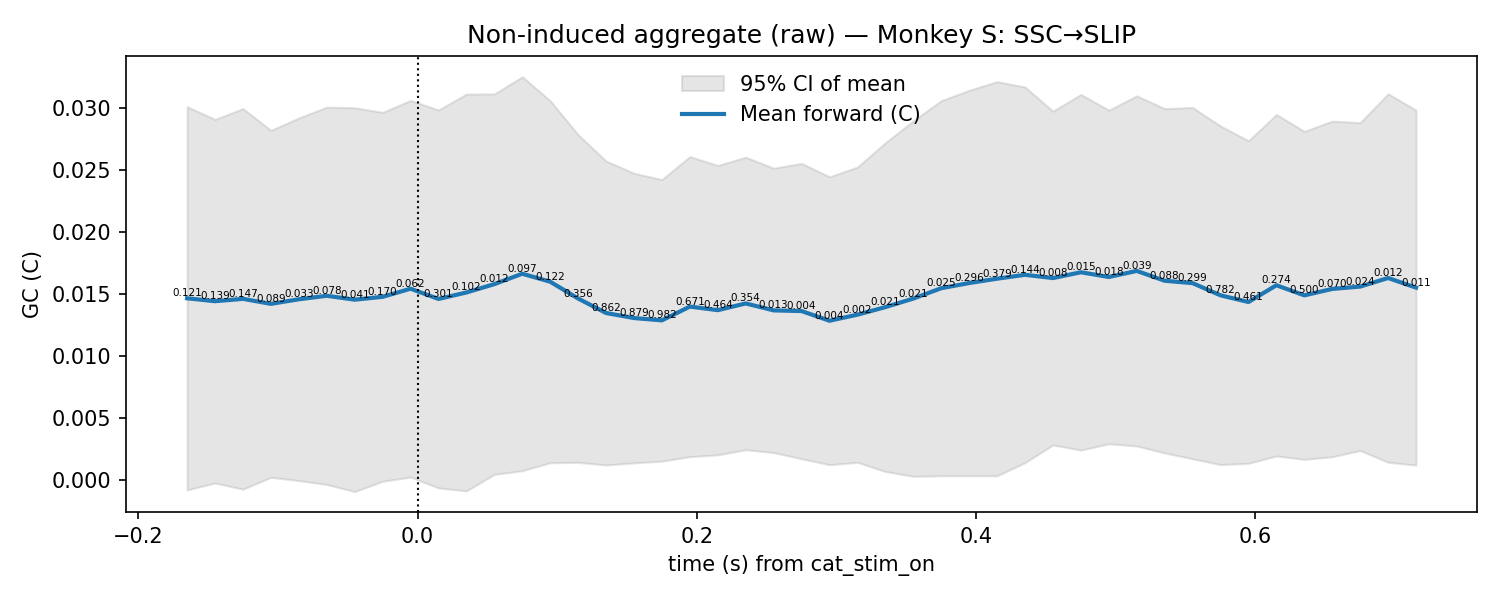 Non-induced aggregate (raw) — Monkey S: SSC→SLIP
95% CI of mean
Mean forward (C)
GC (C)
0.030
0.025
0.020
0.015
0.010
0.005
0.000
0.121 0.139 0.147 0.089 0.033 0.078 0.041 0.170 0.062 0.301 0.102 0.012 0.097 0.122 0.356 0.862 0.879 0.982 0.671 0.464 0.354 0.013 0.004 0.004 0.002 0.021 0.021 0.025 0.296 0.379 0.144 0.008 0.015 0.018 0.039 0.088 0.299 0.782 0.461 0.274 0.500 0.070 0.024 0.012 0.011
−0.2 0.0 0.2 0.4 0.6
time (s) from cat_stim_on